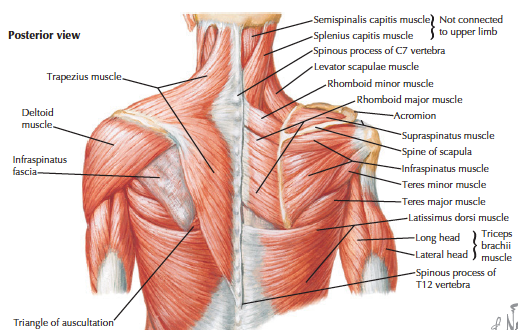 Posterior view
Trapezius muscle
Deltoid
muscle
Infraspinatus
fascia
Triangle of auscultation
Semispinalis capitis muscle
Splenius capitis muscle
Not connected
to upper limb
Spinous process of C7 vertebra
Levator scapulae muscle
Rhomboid minor muscle
Rhomboid major muscle
Acromion
Supraspinatus muscle
Spine of scapula
Infraspinatus muscle
Teres minor muscle
Teres major muscle
Latissimus dorsi muscle
Long head
Lateral head
Triceps
brachii
muscle
Spinous process of
T12 vertebra